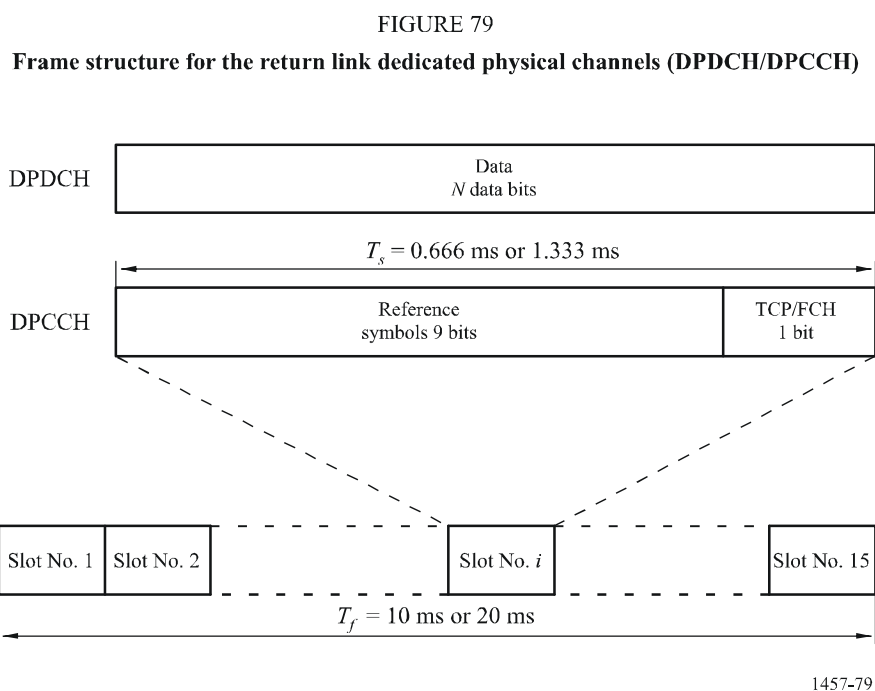 FIGURE 79
Frame structure for the return link dedicated physical channels (DPDCH/DPCCH)
DPDCH
Data
N data bits
T_s = 0.666 ms or 1.333 ms
DPCCH
Reference
symbols 9 bits
TCP/FCH
1 bit
Slot No. 1
Slot No. 2
Slot No. i
Slot No. 15
T_f = 10 ms or 20 ms
1457-79